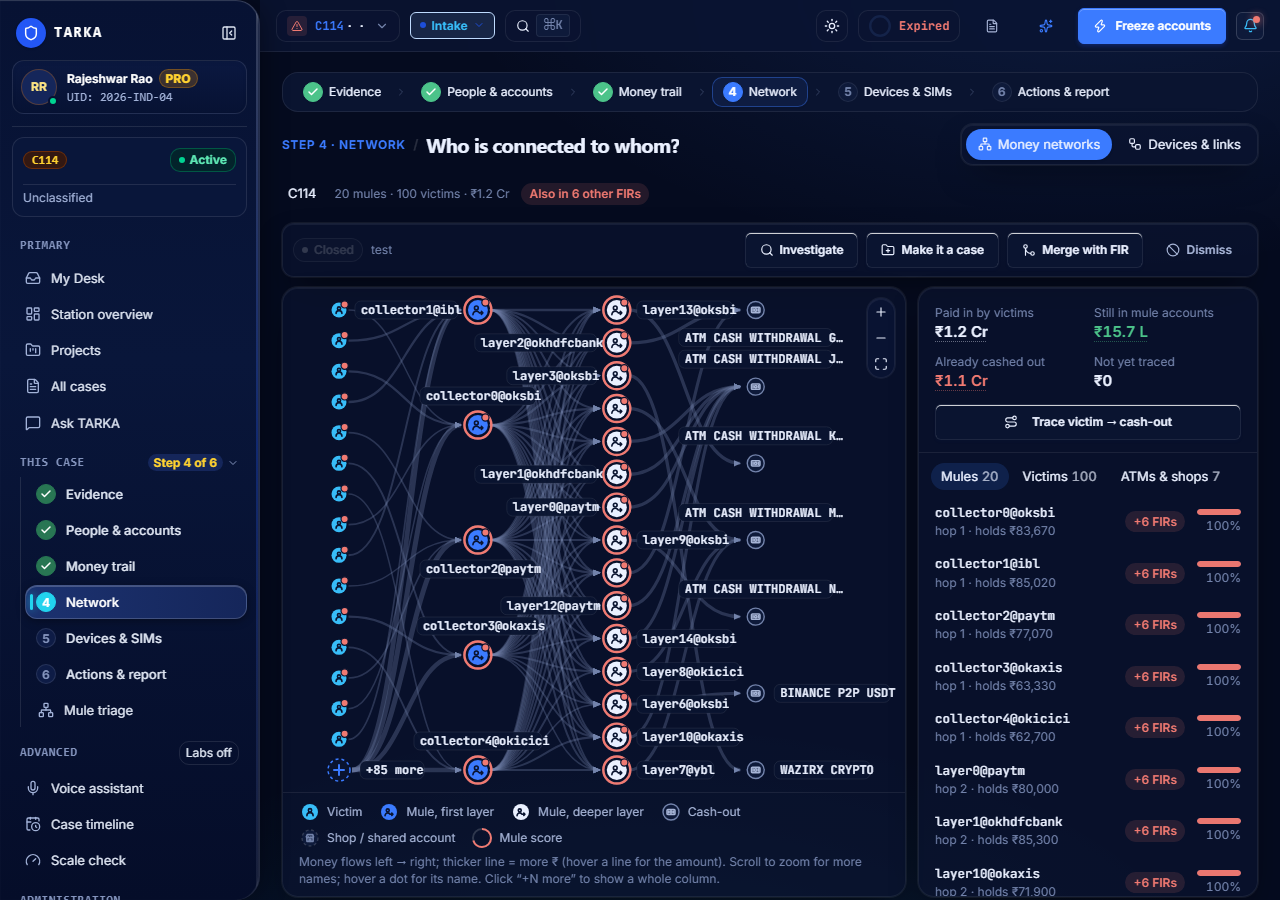 TARKA
RR
Rajeshwar Rao PRO
UID: 2026-IND-04
C114 Active
Unclassified
PRIMARY
My Desk
Station overview
Projects
All cases
Ask TARKA
THIS CASE Step 4 of 6
Evidence
People & accounts
Money trail
4 Network
5 Devices & SIMs
6 Actions & report
Mule triage
ADVANCED Labs off
Voice assistant
Case timeline
Scale check
ADMINISTRATION
C114 · · Intake ⌘K Expired Freeze accounts
Evidence People & accounts Money trail 4 Network 5 Devices & SIMs 6 Actions & report
STEP 4 · NETWORK / Who is connected to whom? Money networks Devices & links
C114 20 mules · 100 victims · ₹1.2 Cr Also in 6 other FIRs
Closed test Investigate Make it a case Merge with FIR Dismiss
collector1@ibl layer13@oksbi
layer2@okhdfcbank ATM CASH WITHDRAWAL G…
ATM CASH WITHDRAWAL J…
layer3@oksbi
collector0@oksbi
ATM CASH WITHDRAWAL K…
layer1@okhdfcbank
layer0@paytm ATM CASH WITHDRAWAL M…
layer9@oksbi
collector2@paytm
ATM CASH WITHDRAWAL N…
layer12@paytm
collector3@okaxis
layer14@oksbi
layer8@okicici
BINANCE P2P USDT
layer6@oksbi
layer10@okaxis
collector4@okicici
+85 more layer7@ybl WAZIRX CRYPTO
+
−
Victim Mule, first layer Mule, deeper layer Cash-out
Shop / shared account Mule score
Money flows left → right; thicker line = more ₹ (hover a line for the amount). Scroll to zoom for more
names; hover a dot for its name. Click “+N more” to show a whole column.
Paid in by victims Still in mule accounts
₹1.2 Cr ₹15.7 L
Already cashed out Not yet traced
₹1.1 Cr ₹0
Trace victim → cash-out
Mules 20 Victims 100 ATMs & shops 7
collector0@oksbi
hop 1 · holds ₹83,670 +6 FIRs 100%
collector1@ibl
hop 1 · holds ₹85,020 +6 FIRs 100%
collector2@paytm
hop 1 · holds ₹77,070 +6 FIRs 100%
collector3@okaxis
hop 1 · holds ₹63,330 +6 FIRs 100%
collector4@okicici
hop 1 · holds ₹62,700 +6 FIRs 100%
layer0@paytm
hop 2 · holds ₹80,000 +6 FIRs 100%
layer1@okhdfcbank
hop 2 · holds ₹85,300 +6 FIRs 100%
layer10@okaxis
hop 2 · holds ₹71,900 +6 FIRs 100%